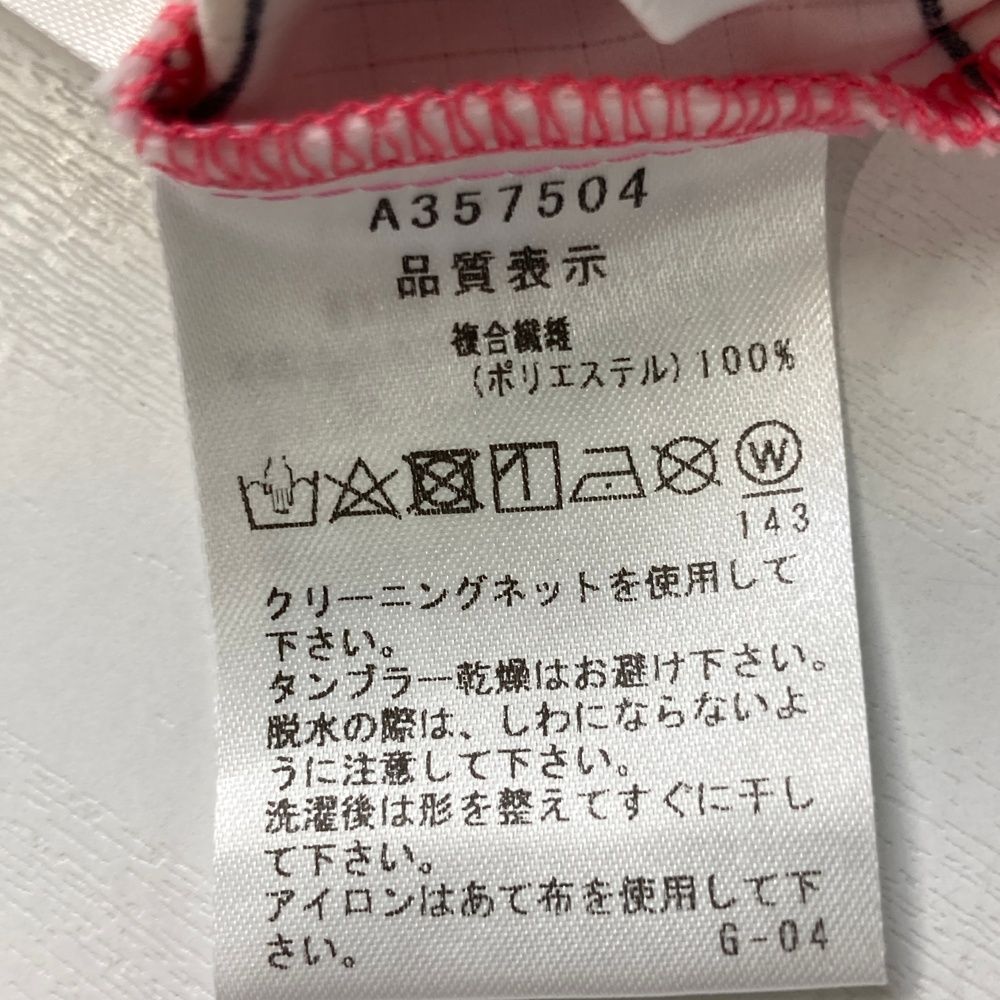 A357504
品質表示
複合繊維
(ポリエステル)100%
W
143
クリーニングネットを使用して
下さい。
タンブラー乾燥はお避け下さい。
脱水の際は、しわにならないよ
うに注意して下さい。
洗濯後は形を整えてすぐに干し
て下さい。
アイロンはあて布を使用して下
さい。
G-04